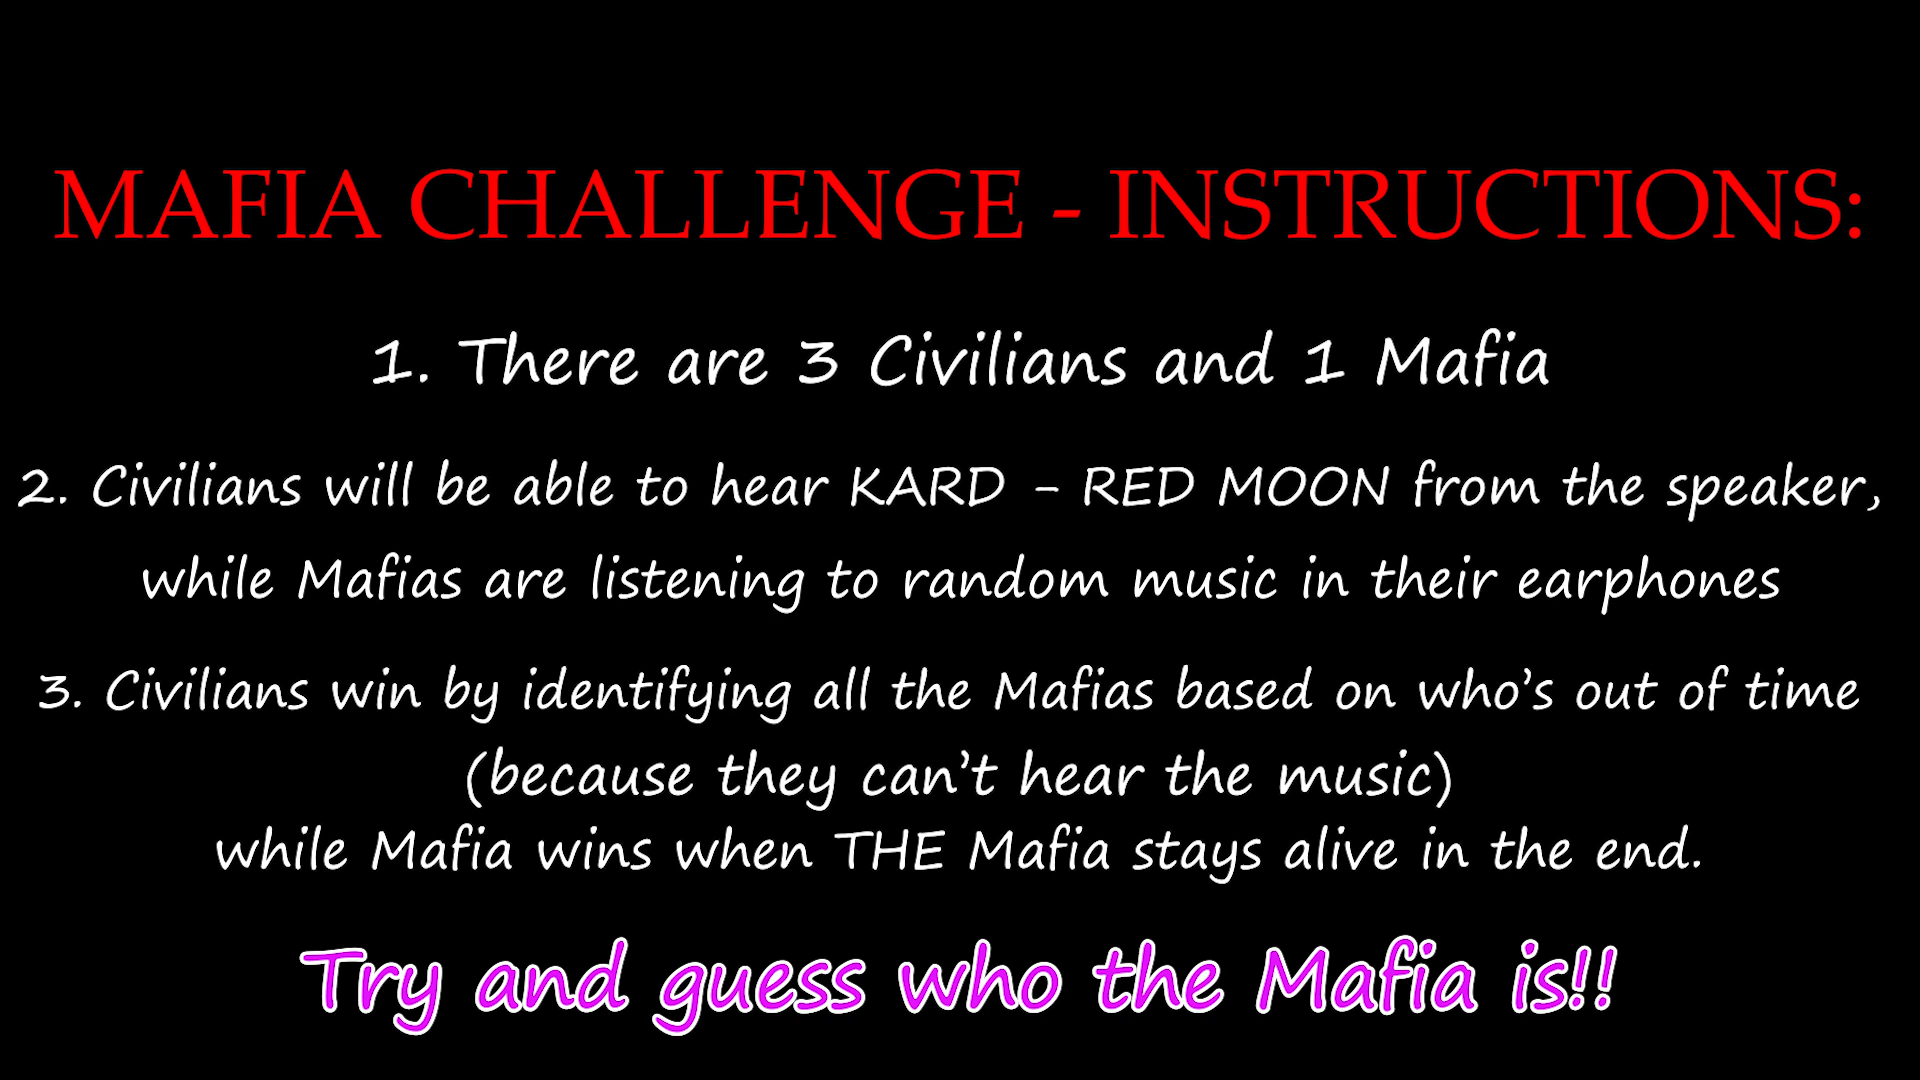 MAFIA CHALLENGE - INSTRUCTIONS:
1. There are 3 Civilians and 1 Mafia
2. Civilians will be able to hear KARD - RED MOON from the speaker,
while Mafias are listening to random music in their earphones
3. Civilians win by identifying all the Mafias based on who's out of time
(because they can't hear the music)
while Mafia wins when THE Mafia stays alive in the end.
Try and guess who the Mafia is!!